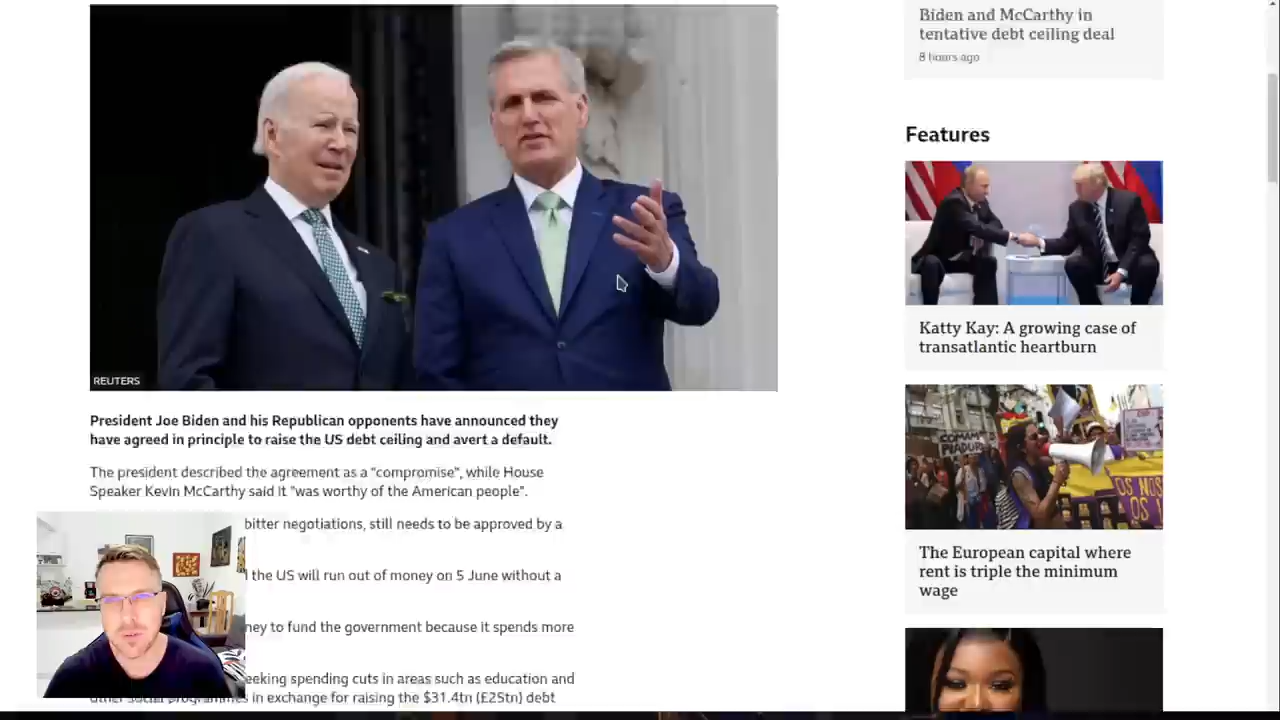 REUTERS
President Joe Biden and his Republican opponents have announced they
have agreed in principle to raise the US debt ceiling and avert a default.
The president described the agreement as a "compromise", while House
Speaker Kevin McCarthy said it "was worthy of the American people".
bitter negotiations, still needs to be approved by a
the US will run out of money on 5 June without a
to fund the government because it spends more
spending cuts in areas such as education and
other social programmes in exchange for raising the $31.4tn (£25tn) debt
Biden and McCarthy in
tentative debt ceiling deal
8 hours ago
Features
Katty Kay: A growing case of
transatlantic heartburn
The European capital where
rent is triple the minimum
wage